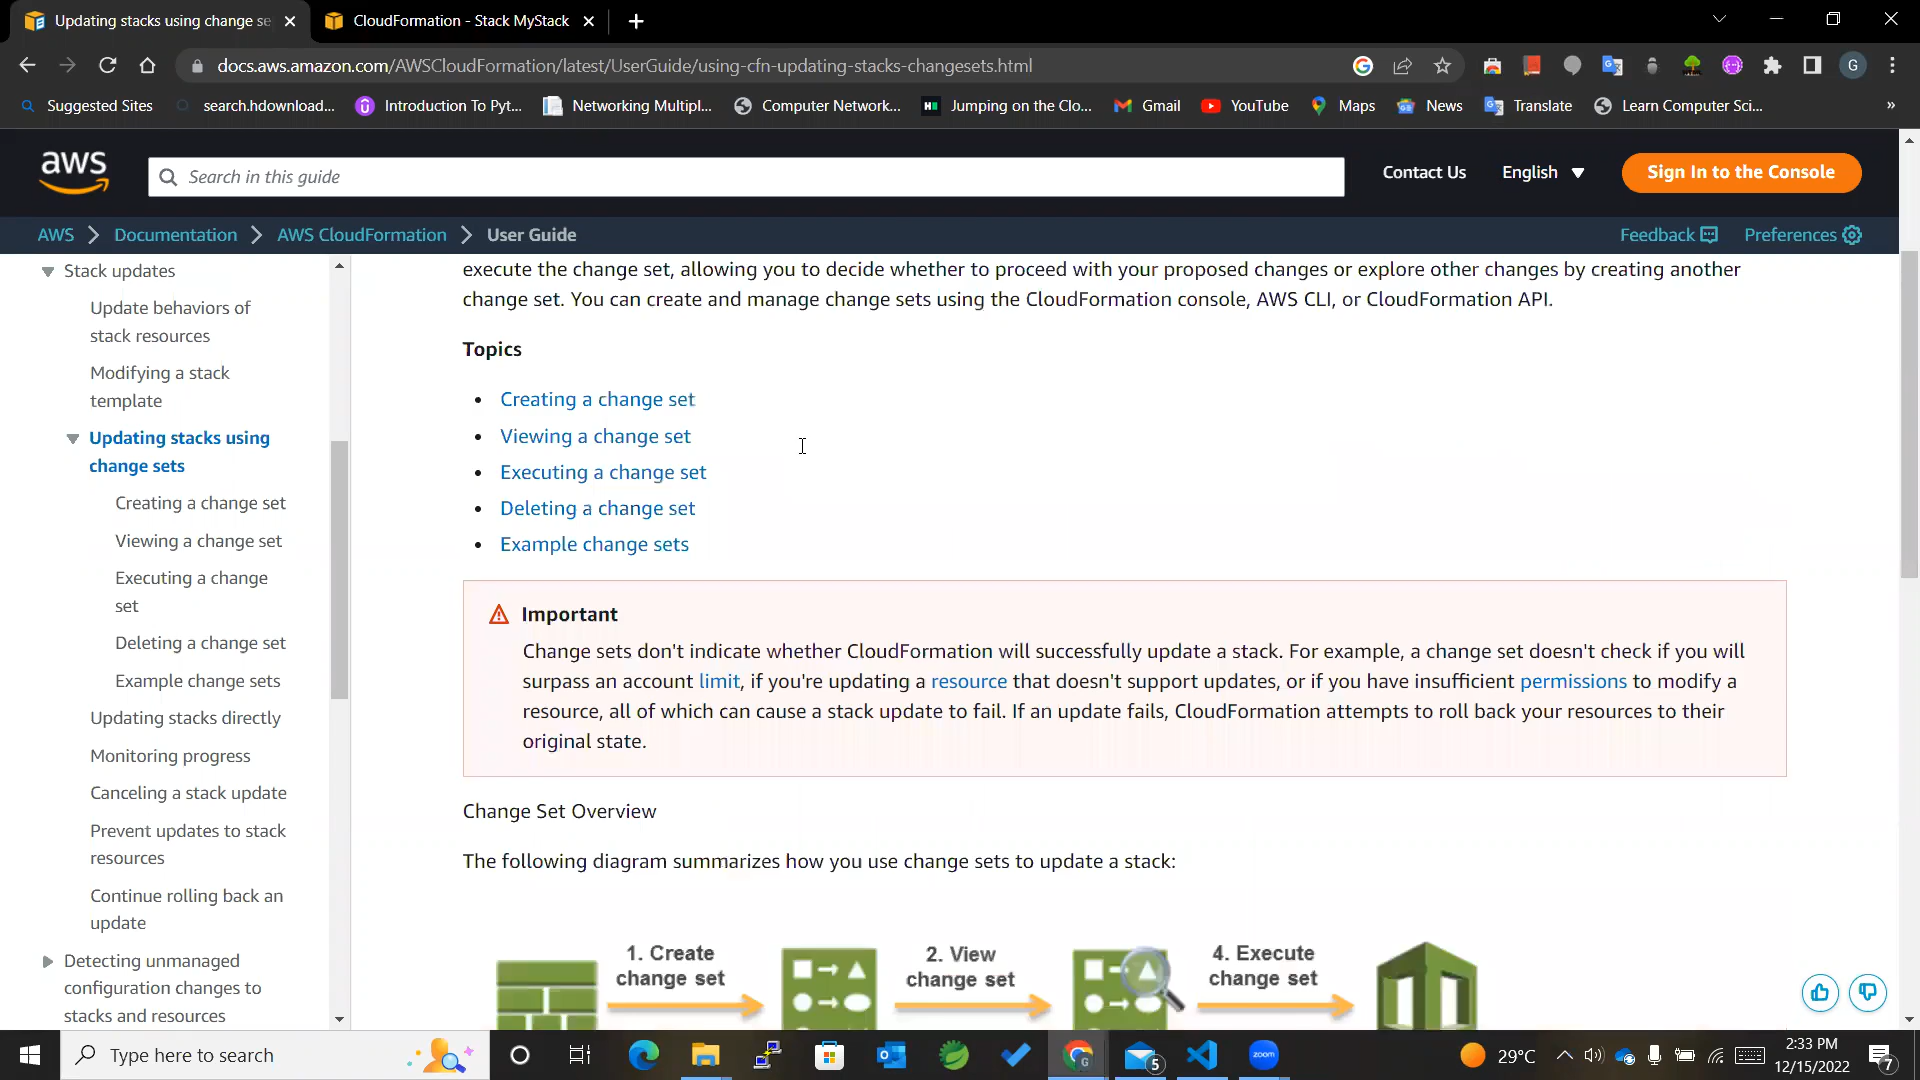 Updating stacks using change se
CloudFormation - Stack MyStack
docs.aws.amazon.com/AWSCloudFormation/latest/UserGuide/using-cfn-updating-stacks-changesets.html
G
Suggested Sites
search.hdownload...
Introduction To Pyt...
Networking Multipl...
Computer Network...
Jumping on the Clo...
Gmail
YouTube
Maps
News
Translate
Learn Computer Sci...
»
aws
Search in this guide
Contact Us
English
Sign In to the Console
AWS
Documentation
AWS CloudFormation
User Guide
Feedback
Preferences
Stack updates
Update behaviors of
stack resources
Modifying a stack
template
Updating stacks using
change sets
Creating a change set
Viewing a change set
Executing a change
set
Deleting a change set
Example change sets
Updating stacks directly
Monitoring progress
Canceling a stack update
Prevent updates to stack
resources
Continue rolling back an
update
Detecting unmanaged
configuration changes to
stacks and resources
execute the change set, allowing you to decide whether to proceed with your proposed changes or explore other changes by creating another
change set. You can create and manage change sets using the CloudFormation console, AWS CLI, or CloudFormation API.
Topics
• Creating a change set
• Viewing a change set
• Executing a change set
• Deleting a change set
• Example change sets
Important
Change sets don't indicate whether CloudFormation will successfully update a stack. For example, a change set doesn't check if you will
surpass an account limit, if you're updating a resource that doesn't support updates, or if you have insufficient permissions to modify a
resource, all of which can cause a stack update to fail. If an update fails, CloudFormation attempts to roll back your resources to their
original state.
Change Set Overview
The following diagram summarizes how you use change sets to update a stack:
1. Create
change set
2. View
change set
4. Execute
change set
Type here to search
5
zoom
29°C
2:33 PM
12/15/2022
7